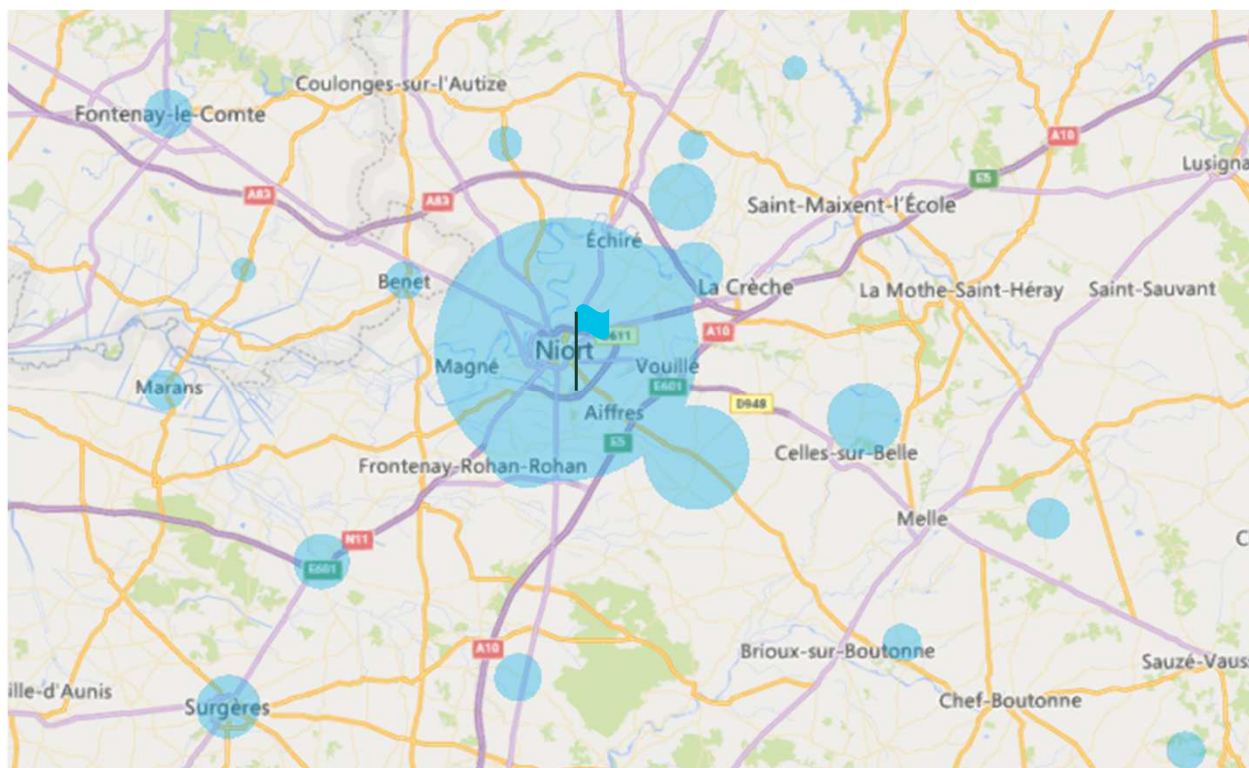 Coulonges-sur-l'Autize
Fontenay-le-Comte
A10
Lusigna
E5
A83
A83
Saint-Maixent-l'École
Échiré
Benet
La Crèche
La Mothe-Saint-Héray
Saint-Sauvant
A10
611
Niort
Magné
Vouillé
Marans
E601
D948
Aiffres
E5
Celles-sur-Belle
Frontenay-Rohan-Rohan
Melle
N11
C
E601
A10
Brioux-sur-Boutonne
Sauzé-Vauss
ille-d'Aunis
Surgères
Chef-Boutonne